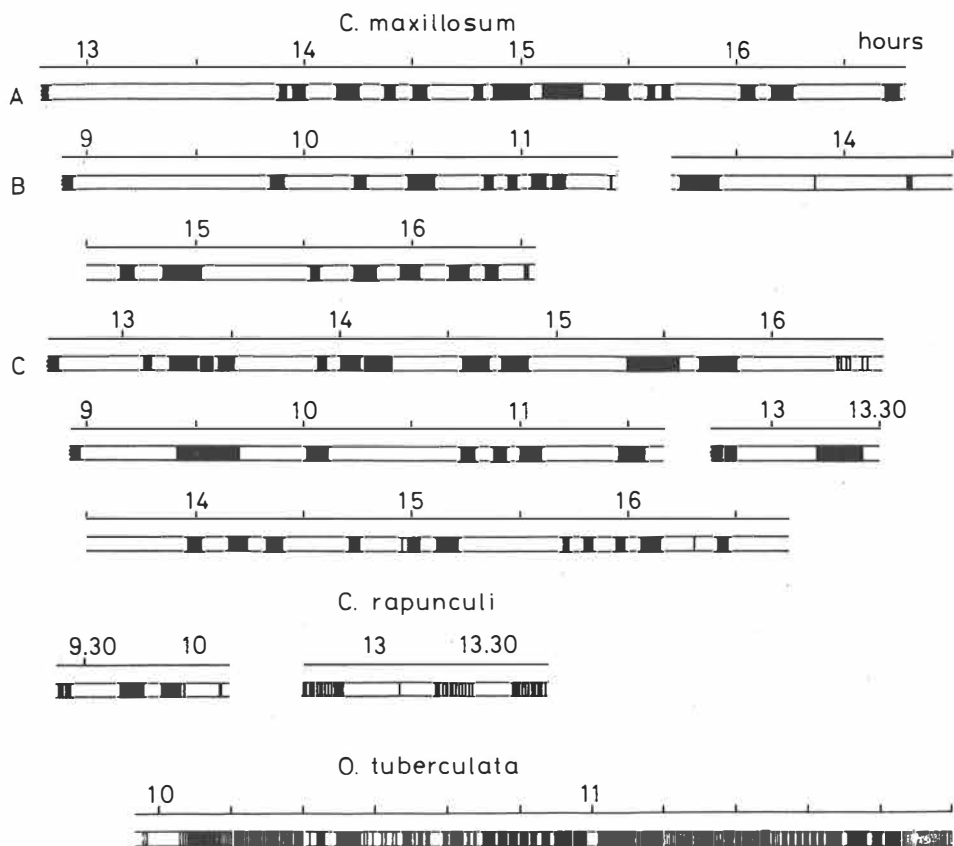 C. maxillosum
13 14 15 16 hours
A
9 10 11 14
B
15 16
13 14 15 16
C
9 10 11 13 13.30
14 15 16
C. rapunculi
9.30 10 13 13.30
O. tuberculata
10 11